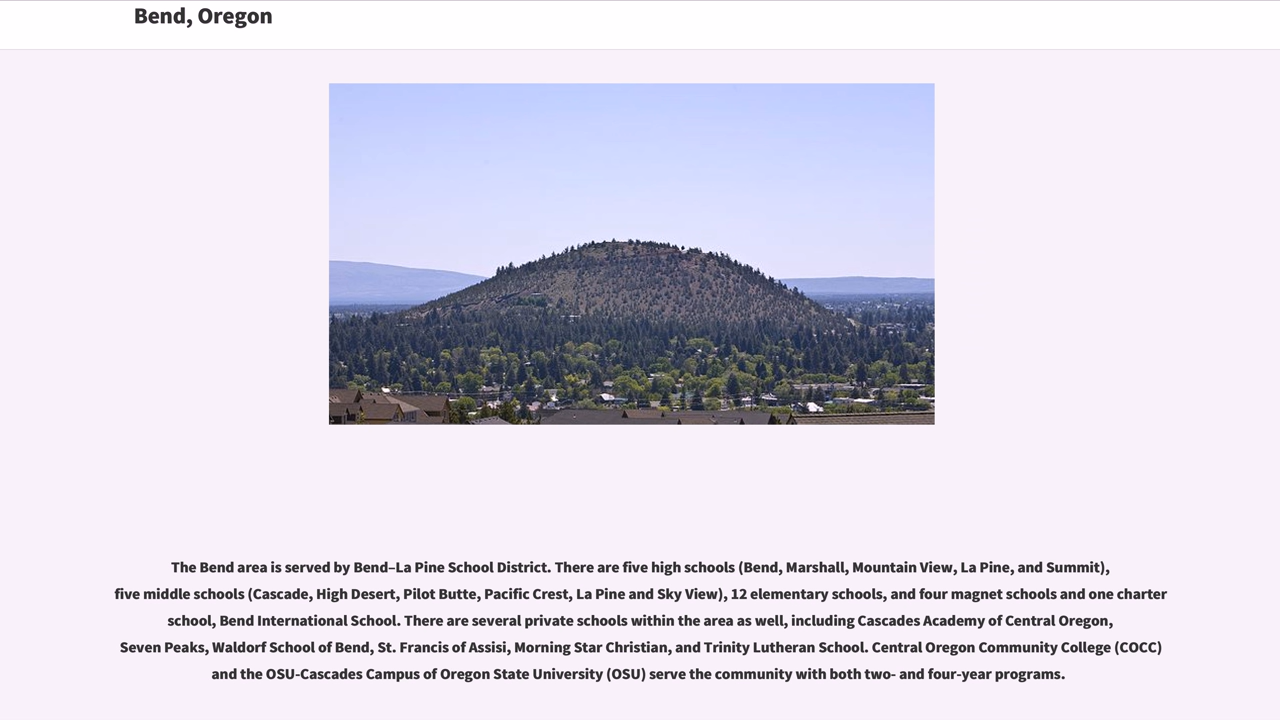 Bend, Oregon
The Bend area is served by Bend–La Pine School District. There are five high schools (Bend, Marshall, Mountain View, La Pine, and Summit),
five middle schools (Cascade, High Desert, Pilot Butte, Pacific Crest, La Pine and Sky View), 12 elementary schools, and four magnet schools and one charter
school, Bend International School. There are several private schools within the area as well, including Cascades Academy of Central Oregon,
Seven Peaks, Waldorf School of Bend, St. Francis of Assisi, Morning Star Christian, and Trinity Lutheran School. Central Oregon Community College (COCC)
and the OSU-Cascades Campus of Oregon State University (OSU) serve the community with both two- and four-year programs.